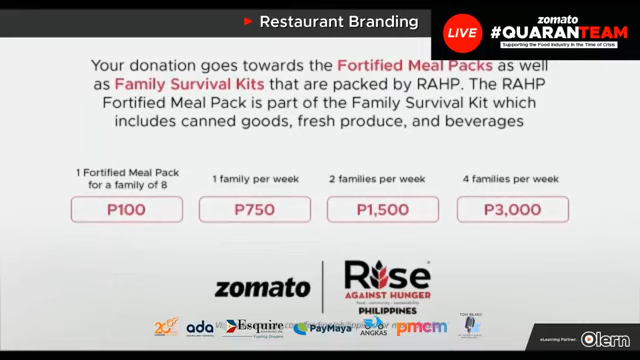 Restaurant Branding
LIVE
zomato
#QUARANTEAM
Supporting the Food Industry in the Time of Crisis
Your donation goes towards the Fortified Meal Packs as well
as Family Survival Kits that are packed by RAHP. The RAHP
Fortified Meal Pack is part of the Family Survival Kit which
includes canned goods, fresh produce, and beverages
1 Fortified Meal Pack
for a family of 8
P100
1 family per week
P750
2 families per week
P1,500
4 families per week
P3,000
zomato
Rise
AGAINST HUNGER
PHILIPPINES
20
ada
Esquire
PayMaya
ANGKAS
pmcm
eLearning Partner:
Olern